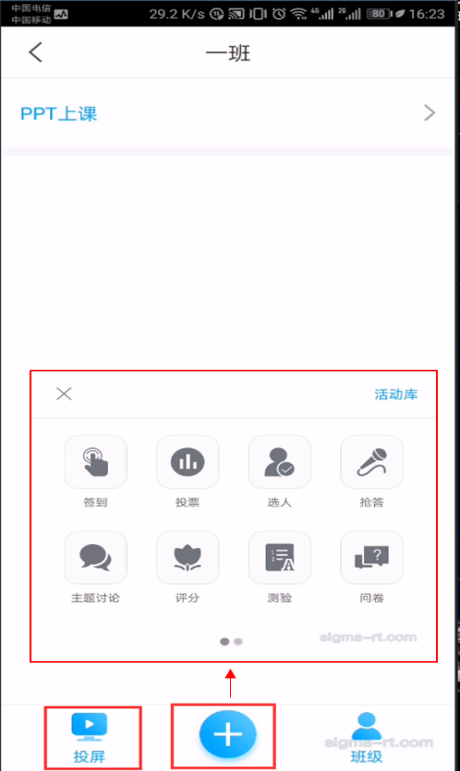 中国电信
中国移动
29.2 K/s 4G 2G 80 16:23
一班
PPT上课
活动库
签到 投票 选人 抢答
主题讨论 评分 测验 问卷
sigma-rt.com
投屏 班级
sigma-rt.com